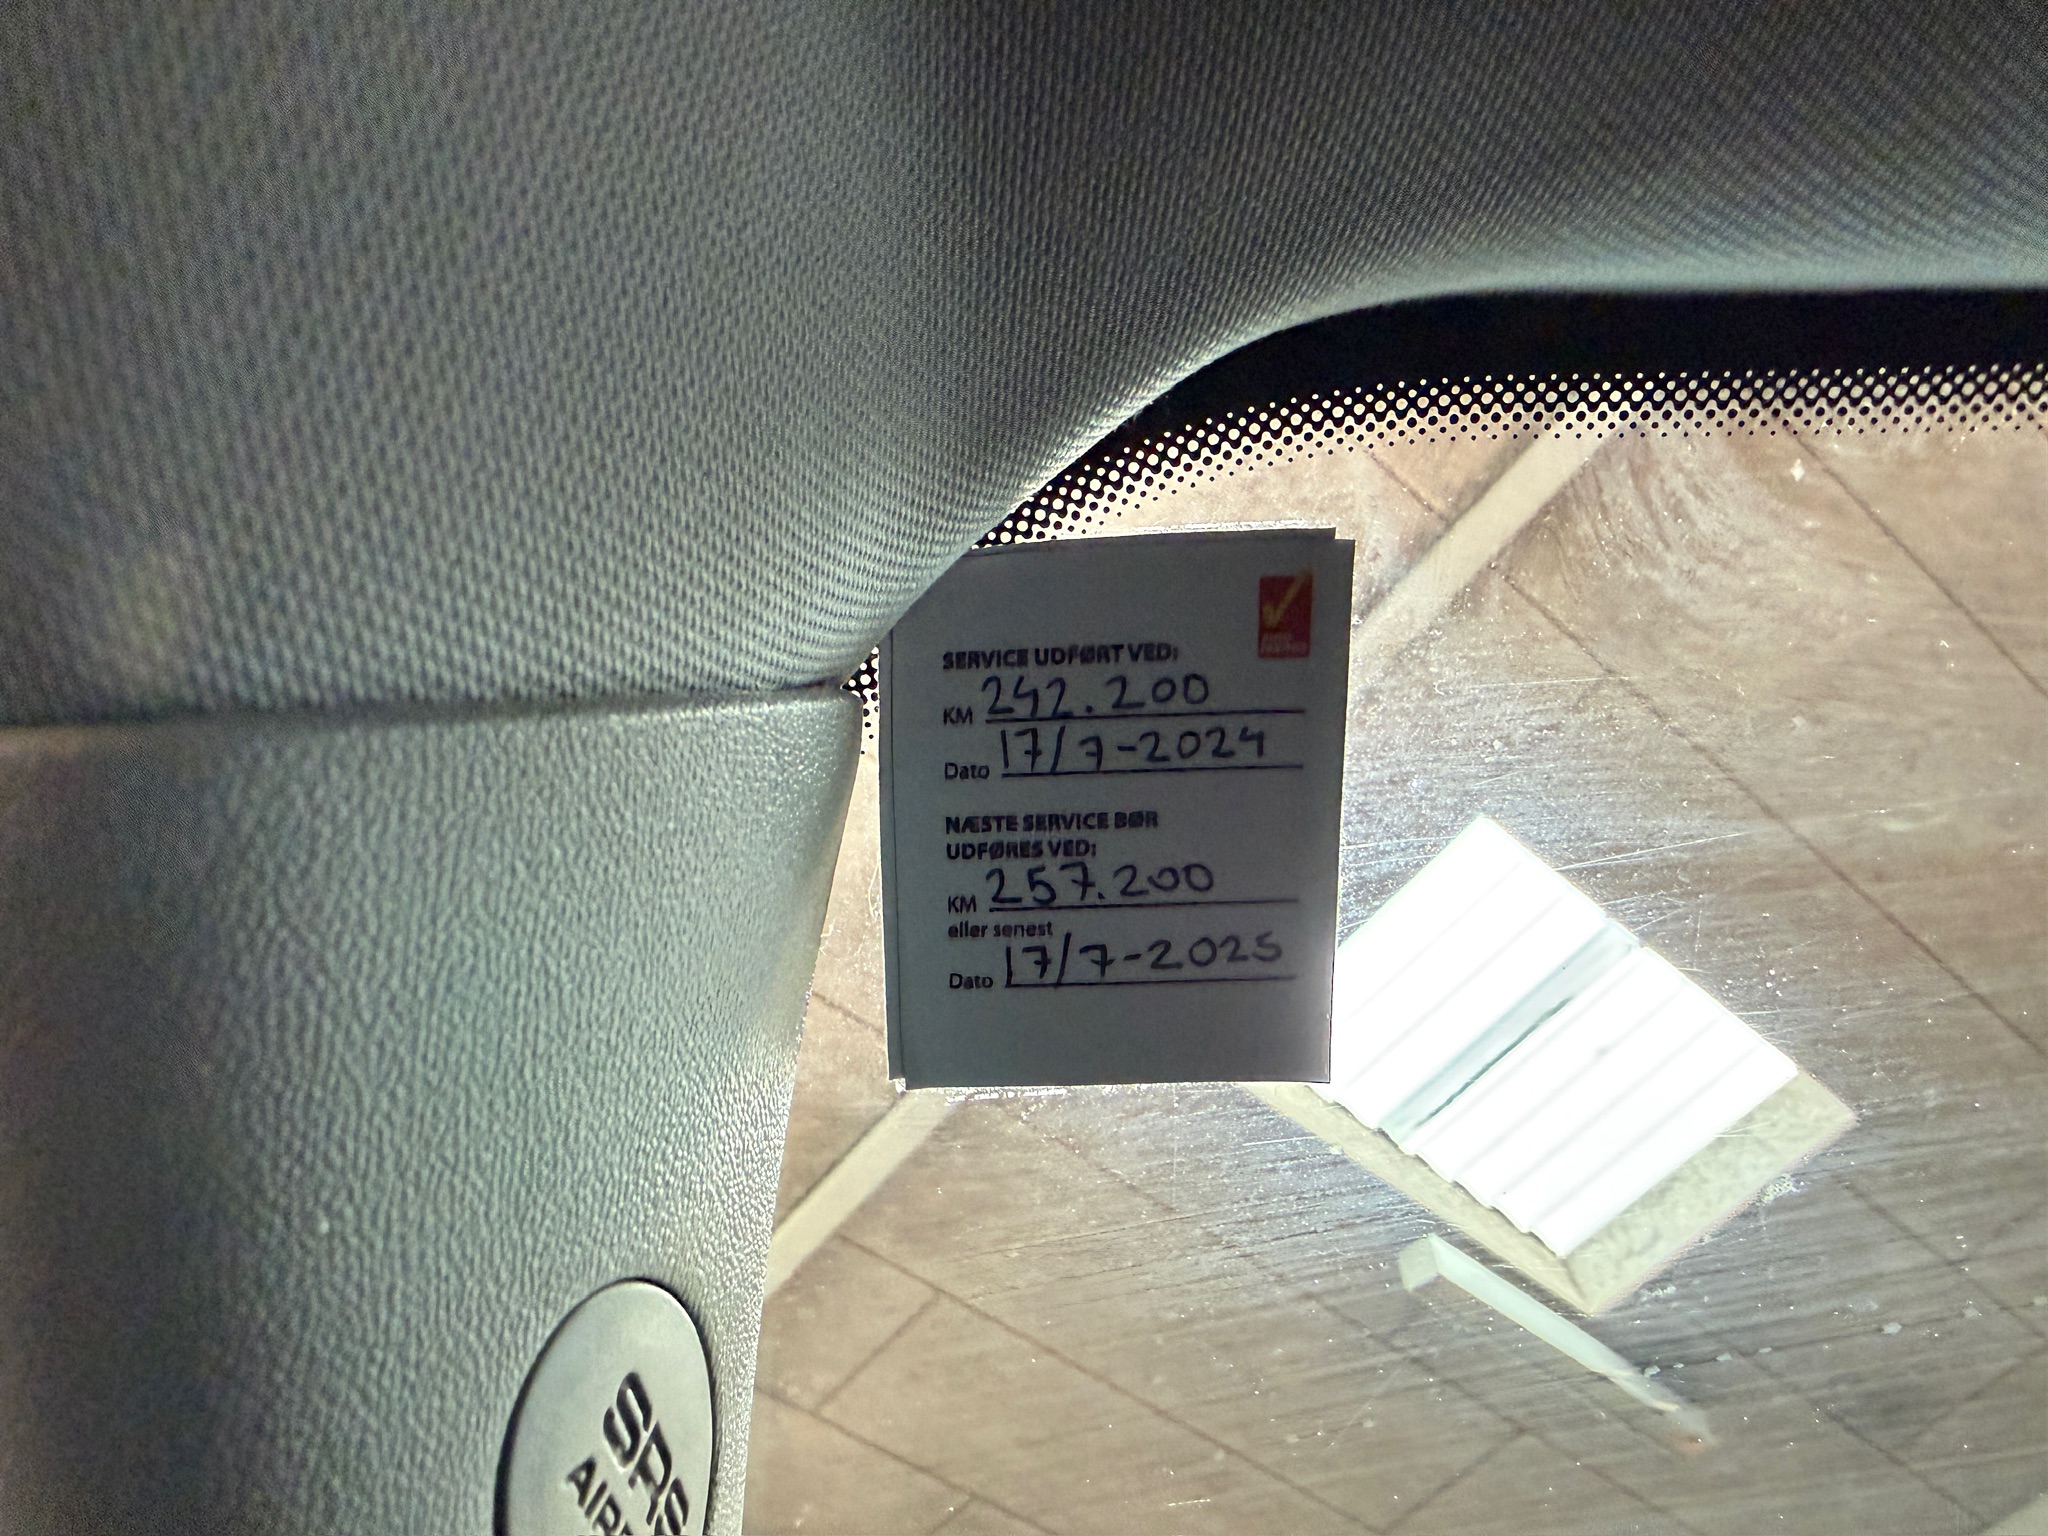 SERVICE UDFØRT VED:
KM 242.200
Dato 17/7-2024
NÆSTE SERVICE BØR
UDFØRES VED:
KM 257.200
eller senest
Dato 17/7-2025
SRS